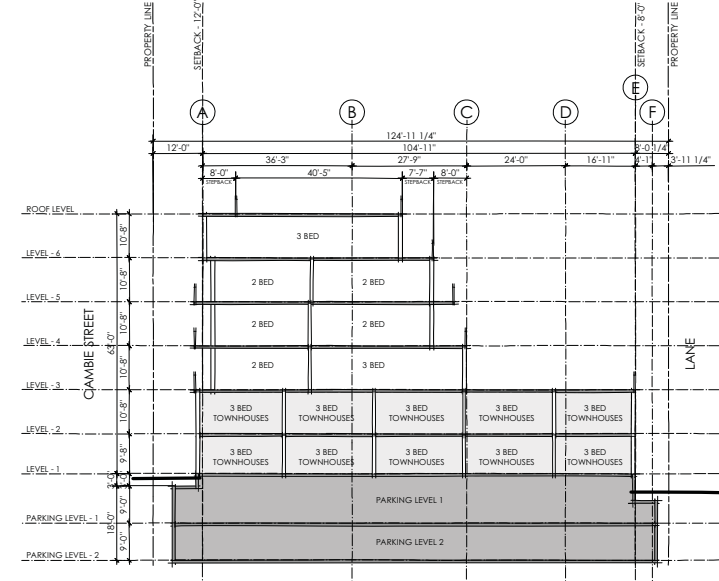 PROPERTY LINE
SETBACK - 12'-0"
SETBACK - 8'-0"
PROPERTY LINE
A
B
C
D
E
F
124'-11 1/4"
12'-0"
104'-11"
8'-0 1/4"
36'-3"
27'-9"
24'-0"
16'-11"
4'-1"
3'-11 1/4"
8'-0"
STEPBACK
40'-5"
7'-7"
STEPBACK
8'-0"
STEPBACK
ROOF LEVEL
3 BED
10'-8"
LEVEL - 6
2 BED
2 BED
10'-8"
LEVEL - 5
2 BED
2 BED
10'-8"
LEVEL - 4
2 BED
3 BED
10'-8"
LEVEL - 3
CAMBIE STREET
63'-0"
LANE
3 BED
TOWNHOUSES
3 BED
TOWNHOUSES
3 BED
TOWNHOUSES
3 BED
TOWNHOUSES
3 BED
TOWNHOUSES
10'-8"
LEVEL - 2
3 BED
TOWNHOUSES
3 BED
TOWNHOUSES
3 BED
TOWNHOUSES
3 BED
TOWNHOUSES
3 BED
TOWNHOUSES
9'-8"
LEVEL - 1
3'-0"
PARKING LEVEL 1
9'-0"
PARKING LEVEL - 1
18'-0"
PARKING LEVEL 2
9'-0"
PARKING LEVEL - 2